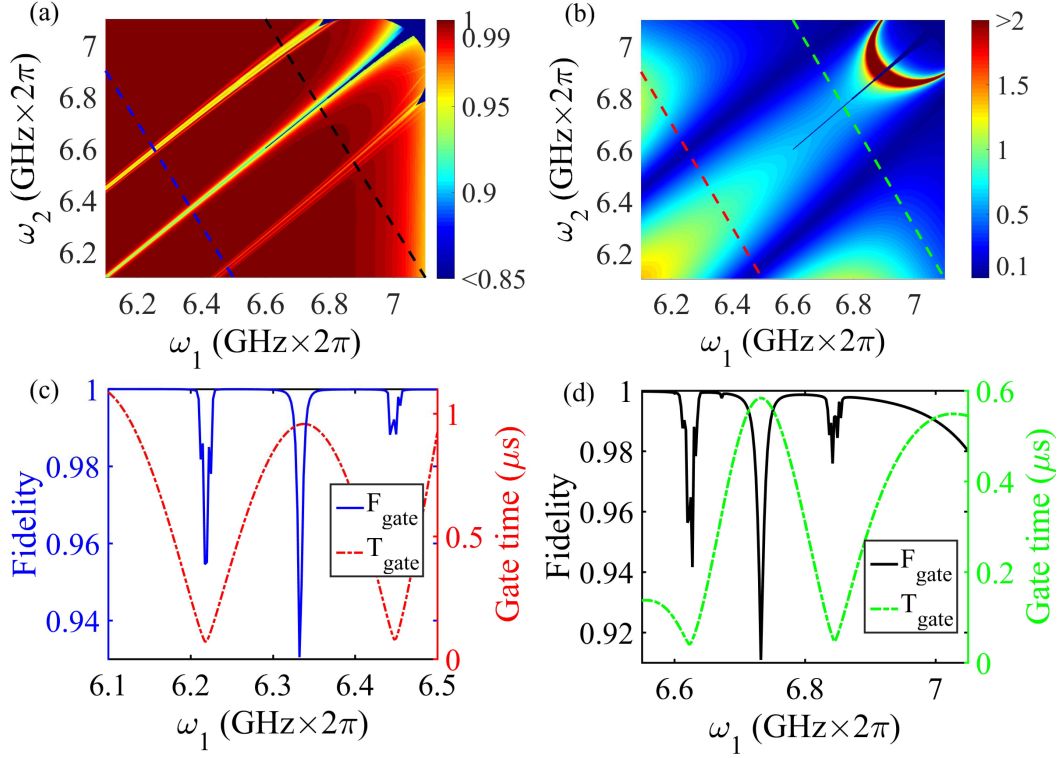 (a)
ω₂ (GHz×2π)
7
6.8
6.6
6.4
6.2
6.2 6.4 6.6 6.8 7
ω₁ (GHz×2π)
1
0.99
0.95
0.9
<0.85
(b)
ω₂ (GHz×2π)
7
6.8
6.6
6.4
6.2
6.2 6.4 6.6 6.8 7
ω₁ (GHz×2π)
>2
1.5
1
0.5
0.1
(c)
Fidelity
1
0.98
0.96
0.94
6.1 6.2 6.3 6.4 6.5
ω₁ (GHz×2π)
F_gate
T_gate
1
0.5
0
Gate time (μs)
(d)
Fidelity
1
0.98
0.96
0.94
0.92
6.6 6.8 7
ω₁ (GHz×2π)
F_gate
T_gate
0.6
0.4
0.2
0
Gate time (μs)